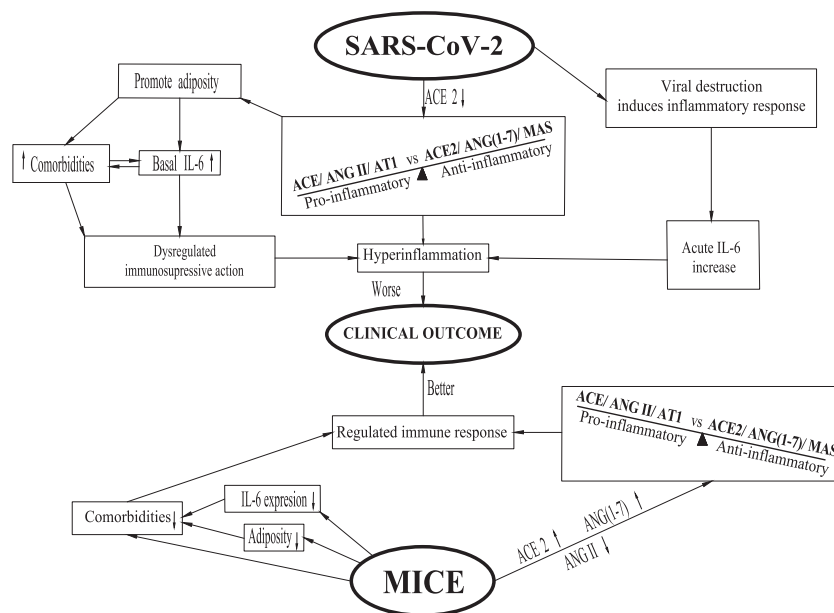 SARS-CoV-2
Promote adiposity
ACE 2 ↓
Viral destruction
induces inflammatory response
↑ Comorbidities
Basal IL-6 ↑
ACE/ ANG II/ AT1 vs ACE2/ ANG(1-7)/ MAS
Pro-inflammatory
Anti-inflammatory
Dysregulated
immunosupressive action
Hyperinflammation
Acute IL-6
increase
Worse
CLINICAL OUTCOME
Better
Regulated immune response
ACE/ ANG II/ AT1 vs ACE2/ ANG(1-7)/ MAS
Pro-inflammatory
Anti-inflammatory
IL-6 expresion ↓
Comorbidities ↓
Adiposity ↓
ACE 2 ↑ ANG(1-7) ↑
ANG II ↓
MICE